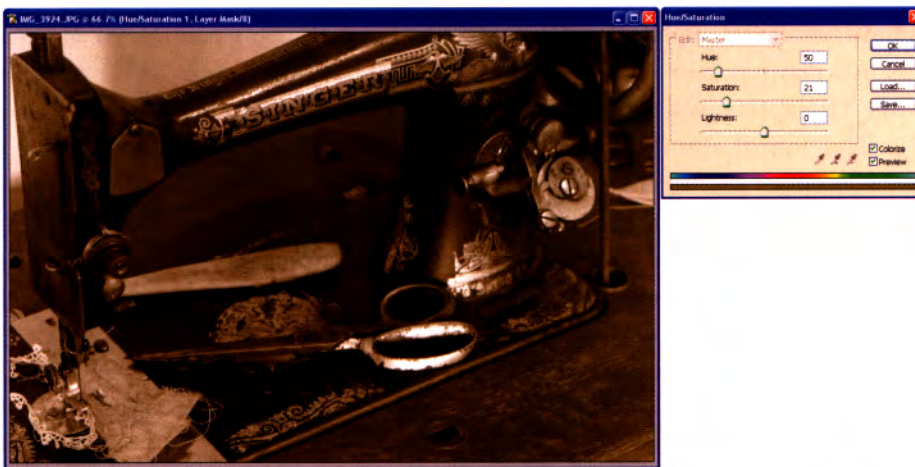 IMG_3924.JPG @ 66.7% (Hue/Saturation 1, Layer Mask/8)
SINGER
Hue/Saturation
Edit: Master
Hue: 50
Saturation: 21
Lightness: 0
OK
Cancel
Load...
Save...
Colorize
Preview